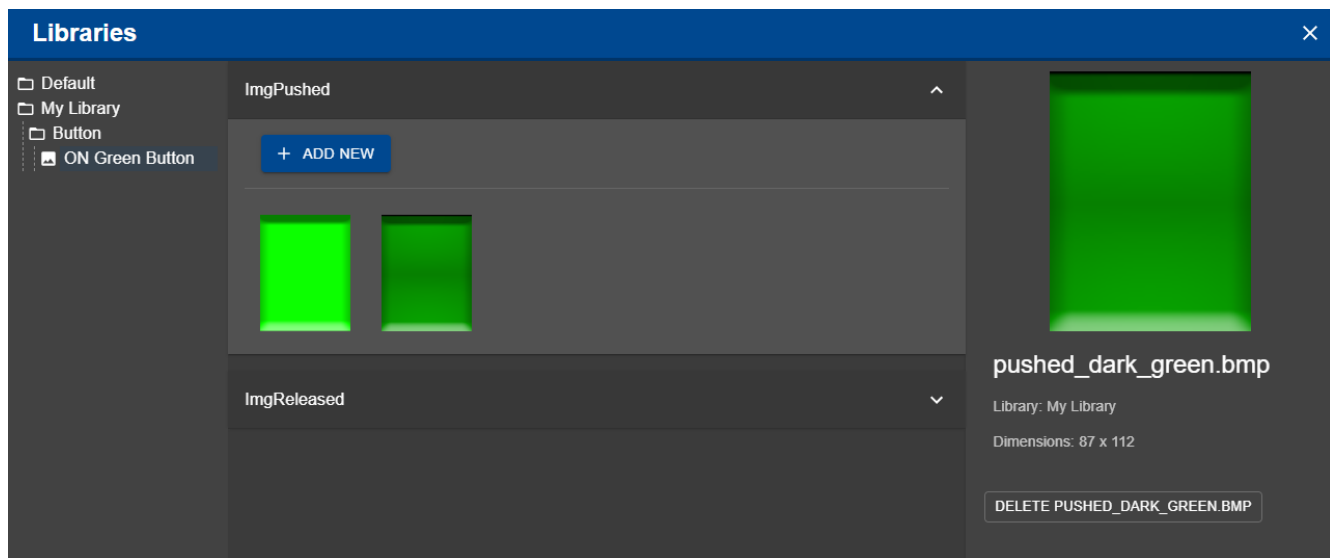 Libraries
Default
My Library
Button
ON Green Button
ImgPushed
+ ADD NEW
ImgReleased
pushed_dark_green.bmp
Library: My Library
Dimensions: 87 x 112
DELETE PUSHED_DARK_GREEN.BMP